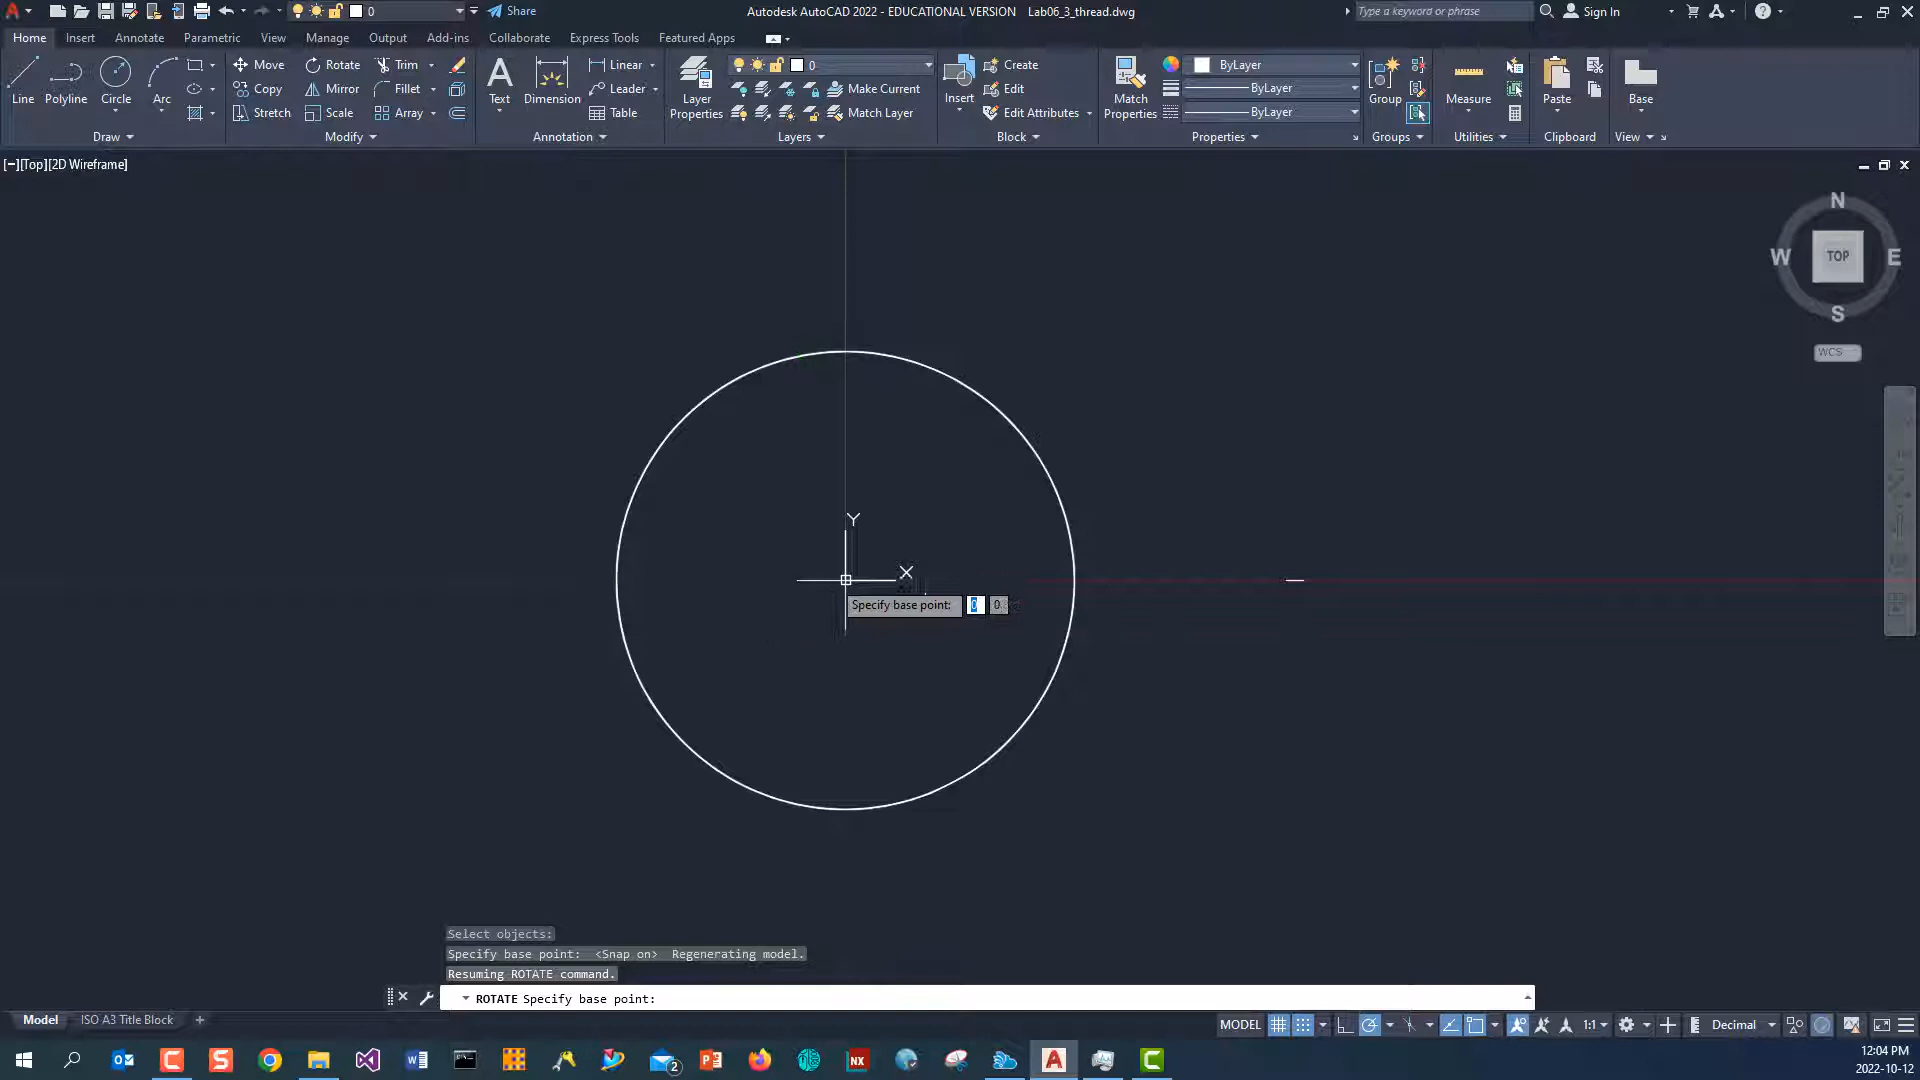 0
Share
Autodesk AutoCAD 2022 - EDUCATIONAL VERSION Lab06_3_thread.dwg
Type a keyword or phrase
Sign In
Home Insert Annotate Parametric View Manage Output Add-ins Collaborate Express Tools Featured Apps
Line
Polyline
Circle
Arc
Draw
Move Rotate Trim
Copy Mirror Fillet
Stretch Scale Array
Modify
Text
Dimension
Linear
Leader
Table
Annotation
Layer
Properties
0
Make Current
Match Layer
Layers
Insert
Create
Edit
Edit Attributes
Block
Match
Properties
ByLayer
ByLayer
ByLayer
Properties
Group
Groups
Measure
Utilities
Paste
Clipboard
Base
View
[−][Top][2D Wireframe]
N
W TOP E
S
WCS
Y
X
Specify base point: 0 0
Select objects:
Specify base point: <Snap on> Regenerating model.
Resuming ROTATE command.
ROTATE Specify base point:
Model ISO A3 Title Block
MODEL
1:1
Decimal
2
NX
12:04 PM
2022-10-12